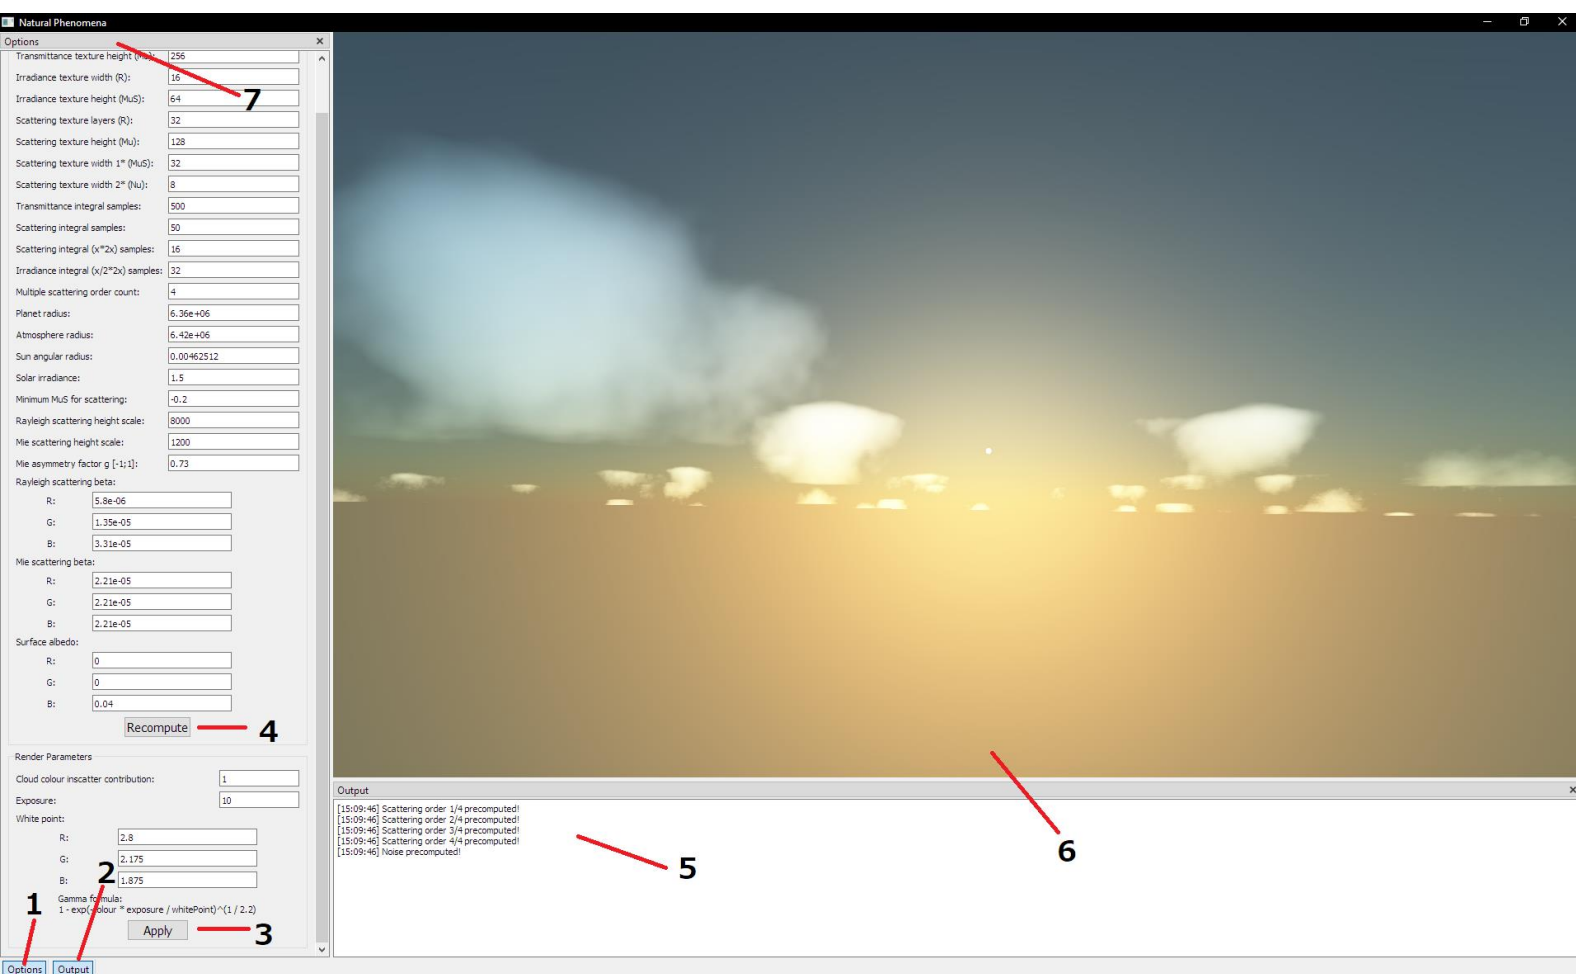 Natural Phenomena
Options
Transmittance texture height (Mu): 256
Irradiance texture width (R): 16
Irradiance texture height (MuS): 64
7
Scattering texture layers (R): 32
Scattering texture height (Mu): 128
Scattering texture width 1* (MuS): 32
Scattering texture width 2* (Nu): 8
Transmittance integral samples: 500
Scattering integral samples: 50
Scattering integral (x*2x) samples: 16
Irradiance integral (x/2*2x) samples: 32
Multiple scattering order count: 4
Planet radius: 6.36e+06
Atmosphere radius: 6.42e+06
Sun angular radius: 0.00462512
Solar irradiance: 1.5
Minimum MuS for scattering: -0.2
Rayleigh scattering height scale: 8000
Mie scattering height scale: 1200
Mie asymmetry factor g [-1;1]: 0.73
Rayleigh scattering beta:
R: 5.8e-06
G: 1.35e-05
B: 3.31e-05
Mie scattering beta:
R: 2.21e-05
G: 2.21e-05
B: 2.21e-05
Surface albedo:
R: 0
G: 0
B: 0.04
Recompute
4
Render Parameters
Cloud colour inscatter contribution: 1
Exposure: 10
White point:
R: 2.8
G: 2.175
B: 1.875
2
Gamma formula:
1 - exp(-colour * exposure / whitePoint)^(1 / 2.2)
1
Apply
3
Options
Output
Output
[15:09:46] Scattering order 1/4 precomputed!
[15:09:46] Scattering order 2/4 precomputed!
[15:09:46] Scattering order 3/4 precomputed!
[15:09:46] Scattering order 4/4 precomputed!
[15:09:46] Noise precomputed!
5
6